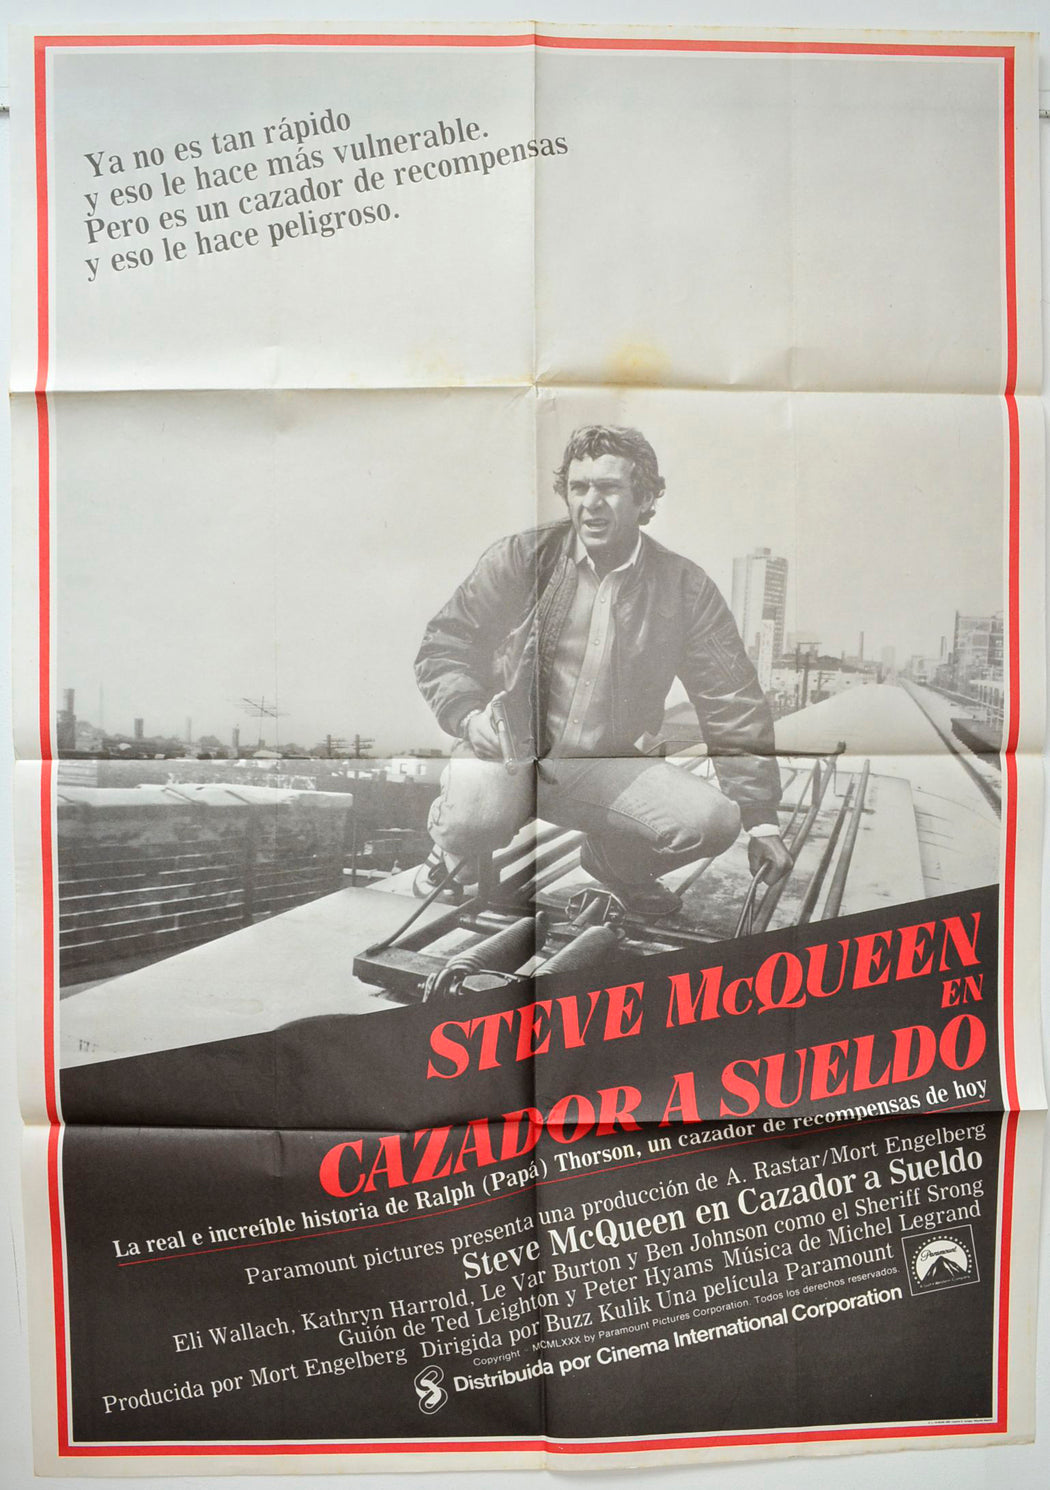 Ya no es tan rápido
y eso le hace más vulnerable.
Pero es un cazador de recompensas
y eso le hace peligroso.
STEVE McQUEEN
EN
CAZADOR A SUELDO
La real e increíble historia de Ralph (Papá) Thorson, un cazador de recompensas de hoy
Paramount pictures presenta una producción de A. Rastar/Mort Engelberg
Steve McQueen en Cazador a Sueldo
Eli Wallach, Kathryn Harrold, Le Var Burton y Ben Johnson como el Sheriff Strong
Guión de Ted Leighton y Peter Hyams Música de Michel Legrand
Producida por Mort Engelberg Dirigida por Buzz Kulik Una película Paramount
Copyright - MCMLXXX by Paramount Pictures Corporation. Todos los derechos reservados.
Distribuida por Cinema International Corporation
Paramount